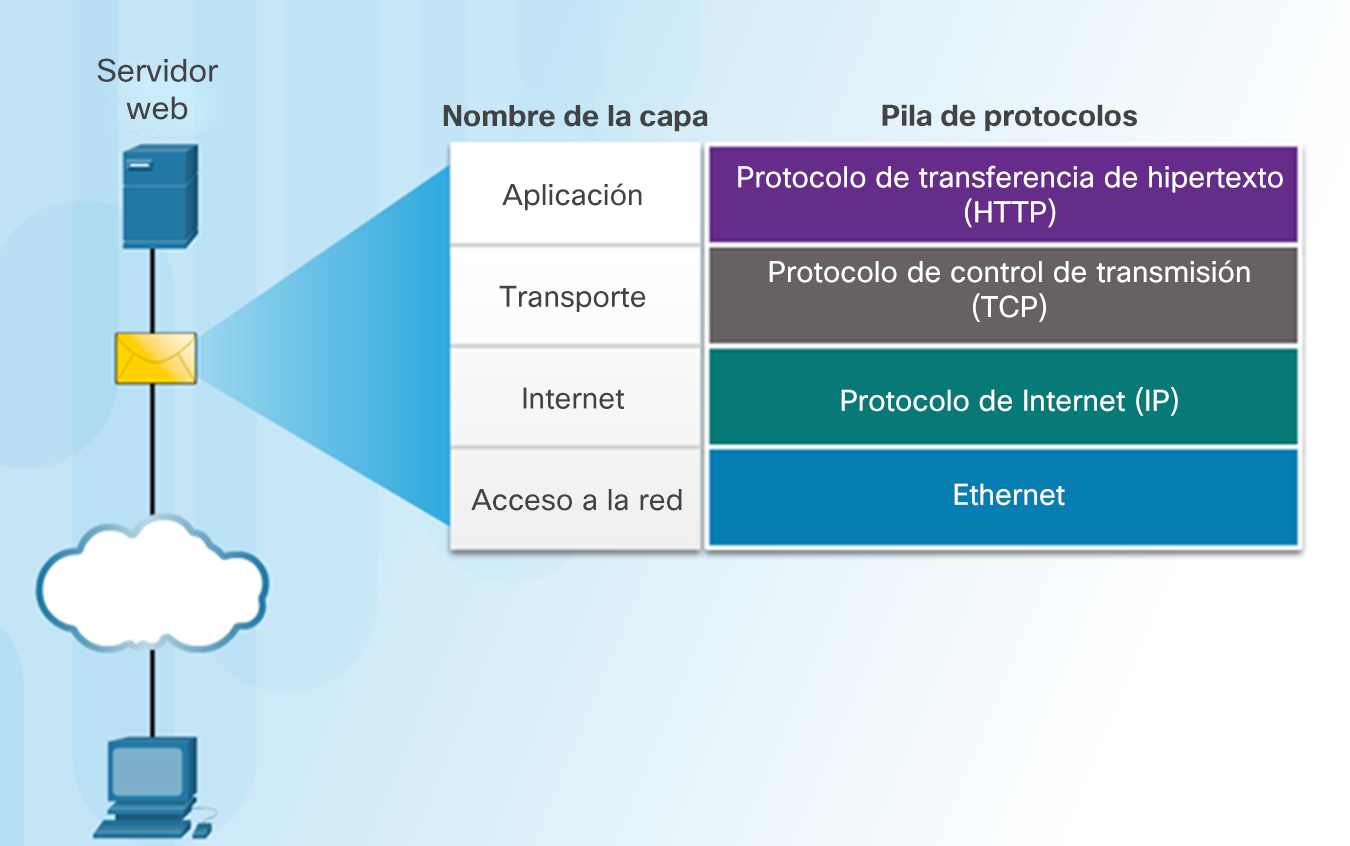 Servidor
web
Nombre de la capa
Pila de protocolos
Aplicación
Protocolo de transferencia de hipertexto
(HTTP)
Transporte
Protocolo de control de transmisión
(TCP)
Internet
Protocolo de Internet (IP)
Acceso a la red
Ethernet